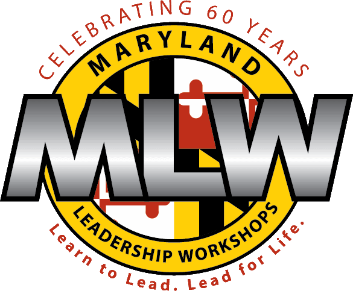 CELEBRATING 60 YEARS
MARYLAND
MLW
LEADERSHIP WORKSHOPS
Learn to Lead. Lead for Life.